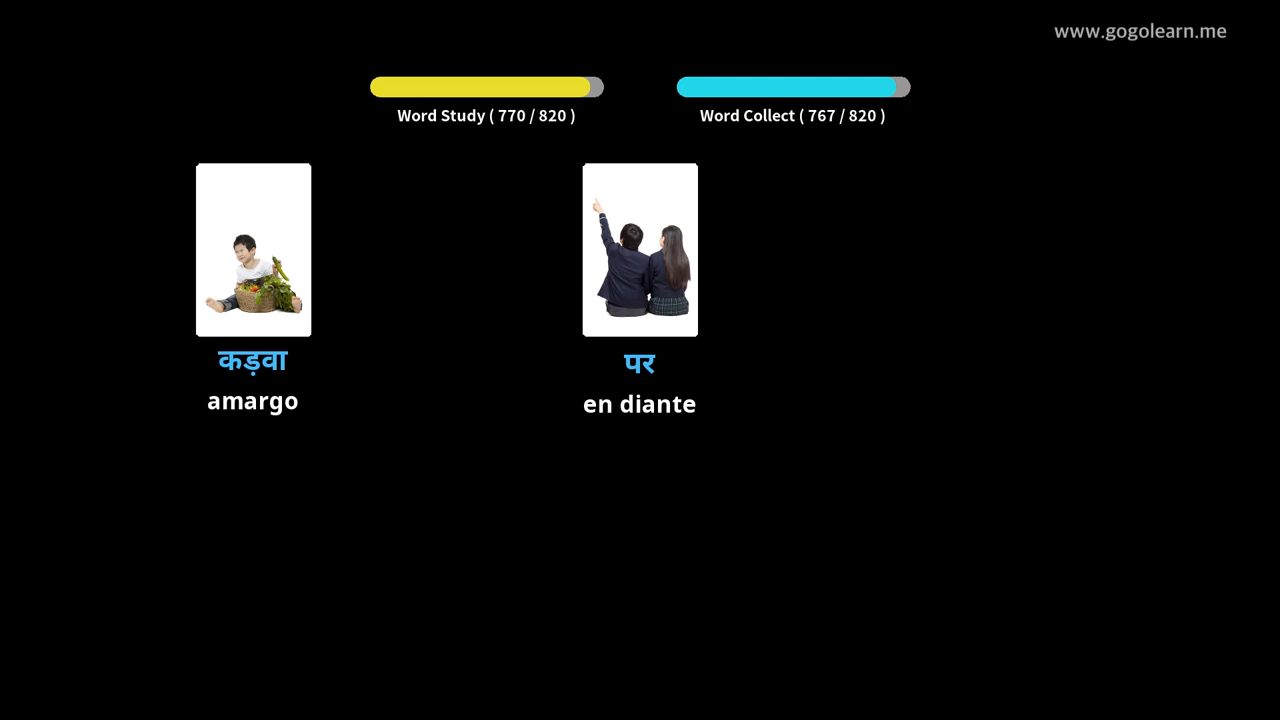 www.gogolearn.me
Word Study ( 770 / 820 )
Word Collect ( 767 / 820 )
कड़वा
amargo
पर
en diante